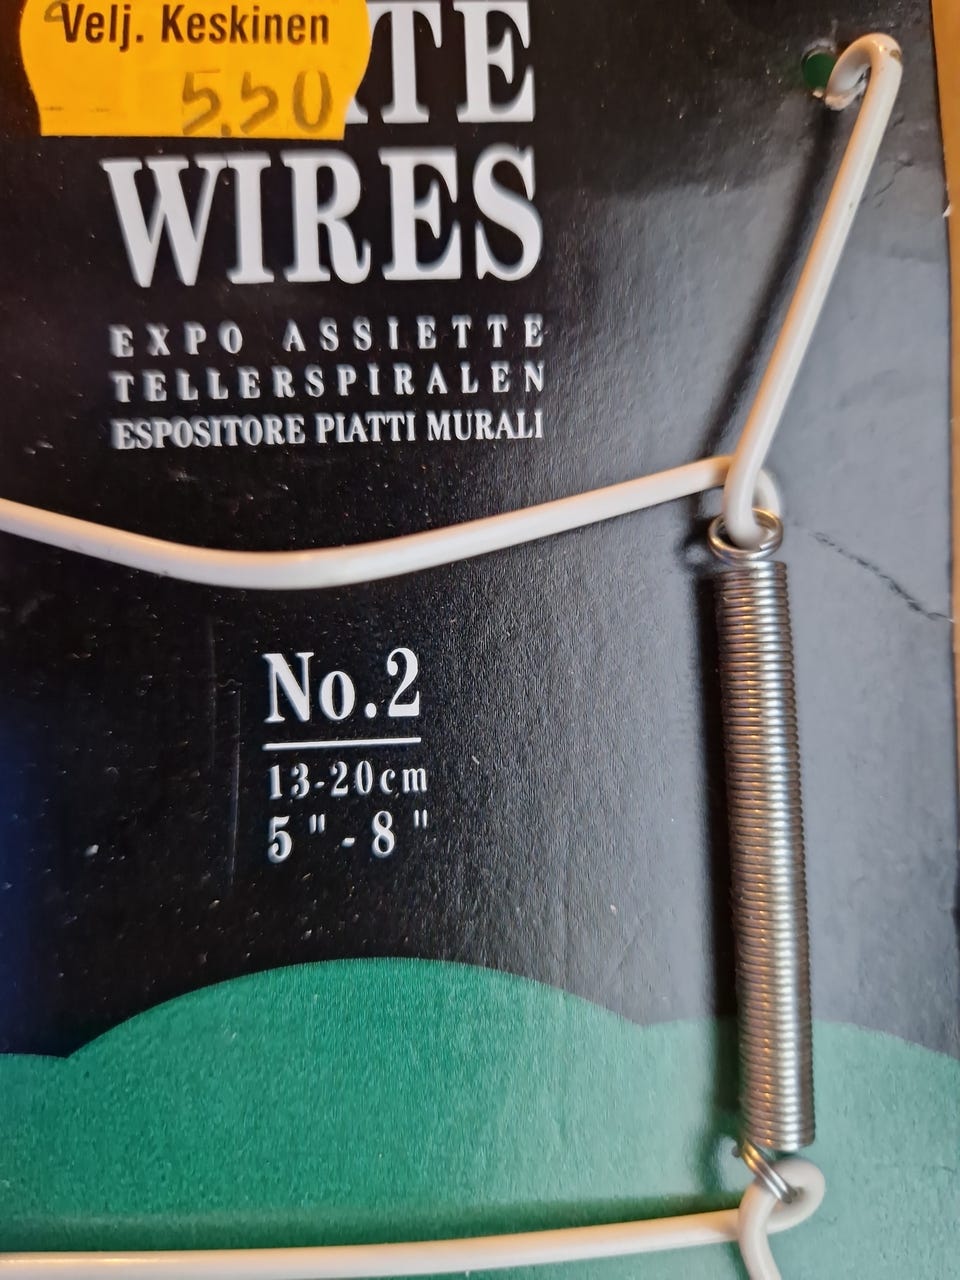 Velj. Keskinen
5,50
WIRES
EXPO ASSIETTE
TELLERSPIRALEN
ESPOSITORE PIATTI MURALI
No.2
13-20cm
5"-8"